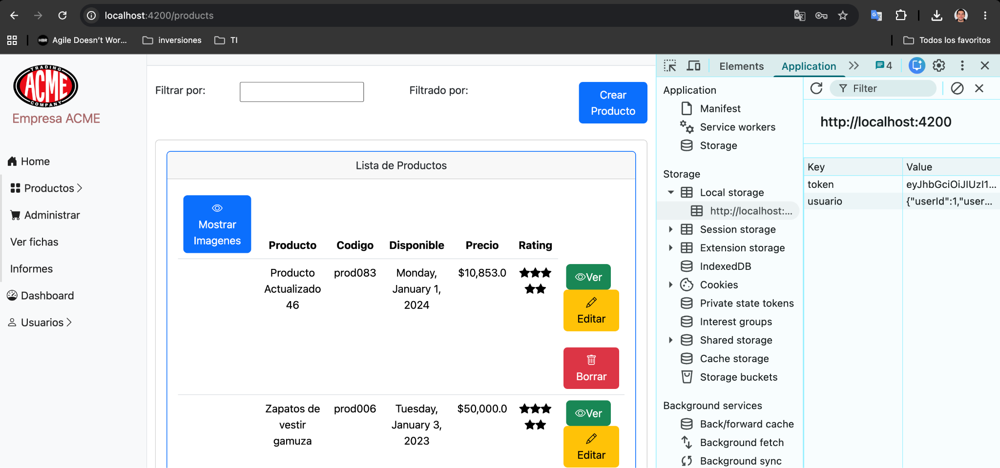 localhost:4200/products
Agile Doesn't Wor...
inversiones
TI
Todos los favoritos
TRADING
ACME
COMPANY
Empresa ACME
Home
Productos
Administrar
Ver fichas
Informes
Dashboard
Usuarios
Filtrar por:
Filtrado por:
Crear
Producto
Lista de Productos
Mostrar
Imagenes
Producto
Codigo
Disponible
Precio
Rating
Producto
Actualizado
46
prod083
Monday,
January 1,
2024
$10,853.0
Ver
Editar
Borrar
Zapatos de
vestir
gamuza
prod006
Tuesday,
January 3,
2023
$50,000.0
Ver
Editar
Elements
Application
4
Application
Manifest
Service workers
Storage
Storage
Local storage
http://localhost:...
Session storage
Extension storage
IndexedDB
Cookies
Private state tokens
Interest groups
Shared storage
Cache storage
Storage buckets
Background services
Back/forward cache
Background fetch
Background sync
Filter
http://localhost:4200
Key
Value
token
eyJhbGciOiJIUzI1...
usuario
{"userId":1,"user...